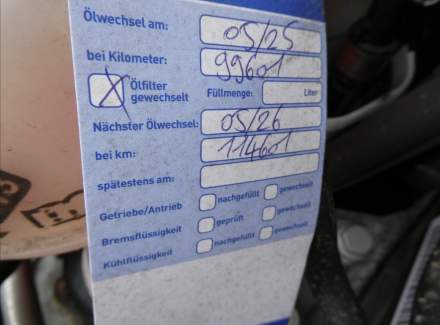 Ölwechsel am: 05/25
bei Kilometer: 99601
Ölfilter
gewechselt Füllmenge: Liter
Nächster Ölwechsel: 05/26
bei km: 114601
spätestens am:
Getriebe/Antrieb nachgefüllt gewechselt
Bremsflüssigkeit geprüft gewechselt
Kühlflüssigkeit nachgefüllt gewechselt